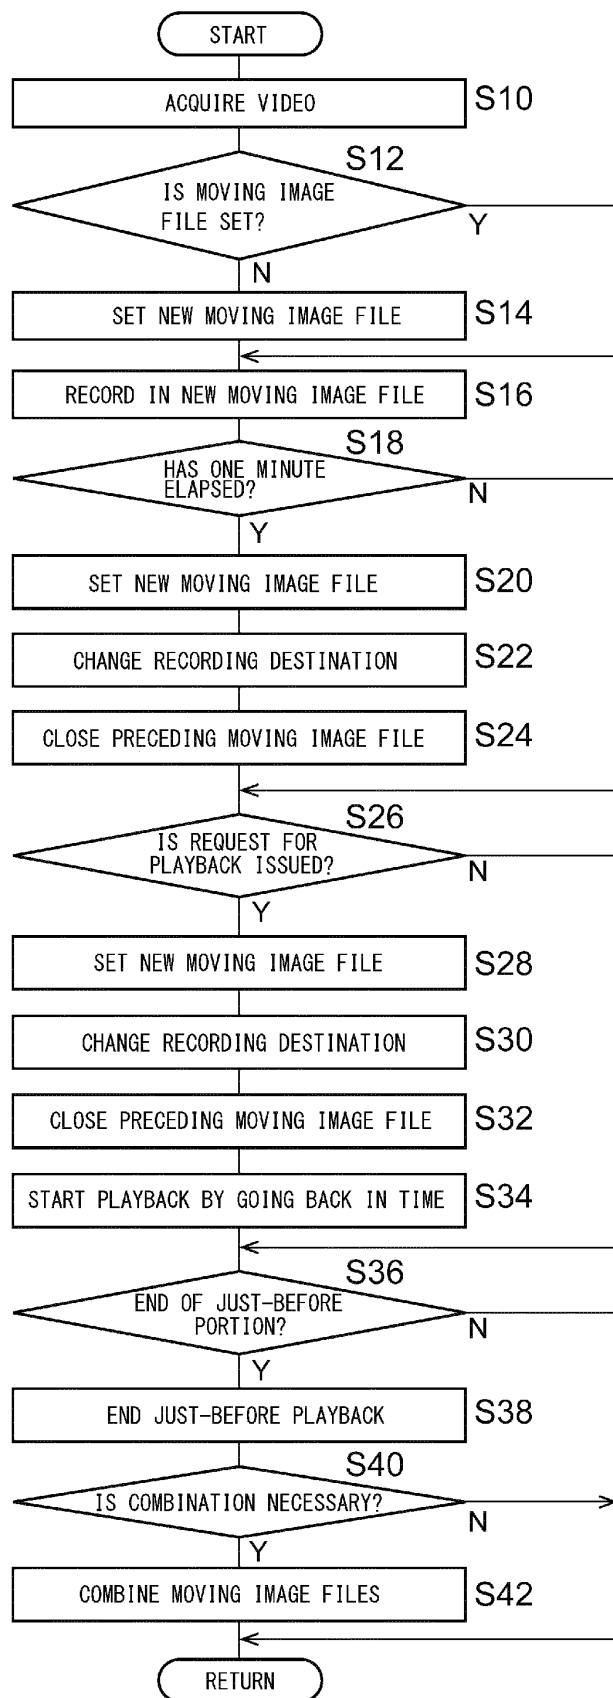 START
ACQUIRE VIDEO
S10
S12
IS MOVING IMAGE
FILE SET?
Y
N
SET NEW MOVING IMAGE FILE
S14
RECORD IN NEW MOVING IMAGE FILE
S16
S18
HAS ONE MINUTE
ELAPSED?
N
Y
SET NEW MOVING IMAGE FILE
S20
CHANGE RECORDING DESTINATION
S22
CLOSE PRECEDING MOVING IMAGE FILE
S24
S26
IS REQUEST FOR
PLAYBACK ISSUED?
N
Y
SET NEW MOVING IMAGE FILE
S28
CHANGE RECORDING DESTINATION
S30
CLOSE PRECEDING MOVING IMAGE FILE
S32
START PLAYBACK BY GOING BACK IN TIME
S34
S36
END OF JUST-BEFORE
PORTION?
N
Y
END JUST-BEFORE PLAYBACK
S38
S40
IS COMBINATION NECESSARY?
N
Y
COMBINE MOVING IMAGE FILES
S42
RETURN